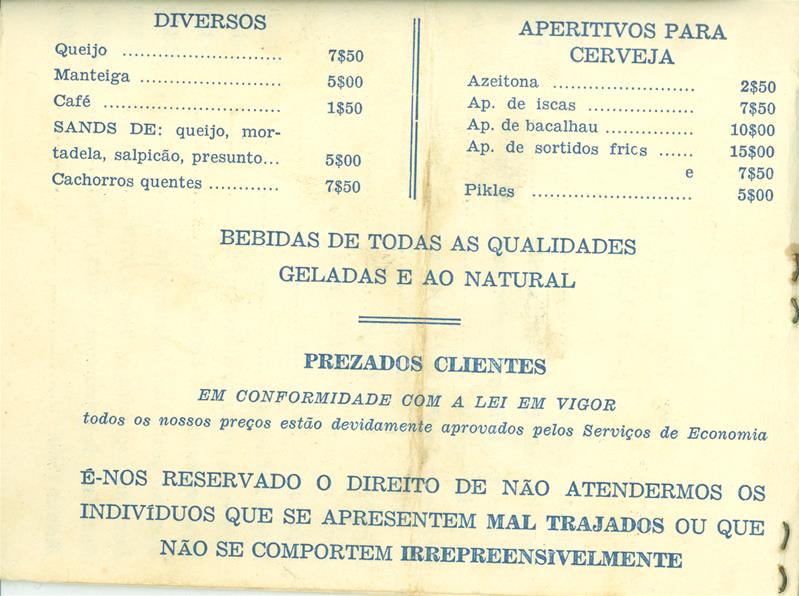 DIVERSOS
Queijo .......................... 7$50
Manteiga ....................... 5$00
Café ............................. 1$50
SANDS DE: queijo, mor-
tadela, salpicão, presunto... 5$00
Cachorros quentes ............ 7$50
APERITIVOS PARA
CERVEJA
Azeitona ........................ 2$50
Ap. de iscas .................. 7$50
Ap. de bacalhau ............... 10$00
Ap. de sortidos frics ...... 15$00
e 7$50
Pikles ........................... 5$00
BEBIDAS DE TODAS AS QUALIDADES
GELADAS E AO NATURAL
PREZADOS CLIENTES
EM CONFORMIDADE COM A LEI EM VIGOR
todos os nossos preços estão devidamente aprovados pelos Serviços de Economia
É-NOS RESERVADO O DIREITO DE NÃO ATENDERMOS OS
INDIVÍDUOS QUE SE APRESENTEM MAL TRAJADOS OU QUE
NÃO SE COMPORTEM IRREPREENSIVELMENTE